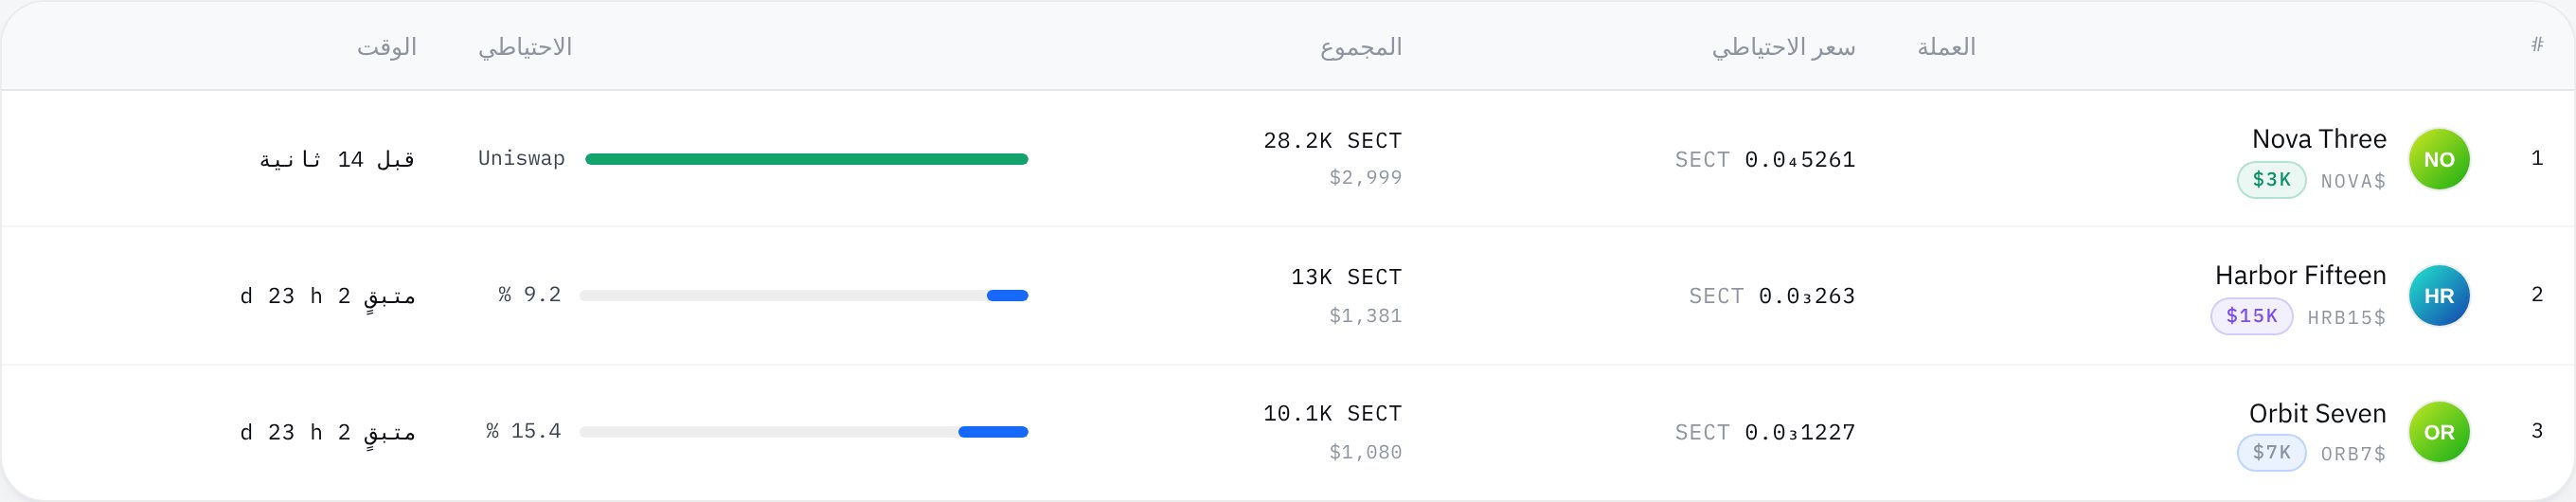 #
العملة
سعر الاحتياطي
المجموع
الاحتياطي
الوقت
1
NO
Nova Three
NOVA$
$3K
SECT 0.0₄5261
28.2K SECT
$2,999
Uniswap
قبل 14 ثانية
2
HR
Harbor Fifteen
HRB15$
$15K
SECT 0.0₃263
13K SECT
$1,381
% 9.2
متبقٍ 2 d 23 h
3
OR
Orbit Seven
ORB7$
$7K
SECT 0.0₃1227
10.1K SECT
$1,080
% 15.4
متبقٍ 2 d 23 h